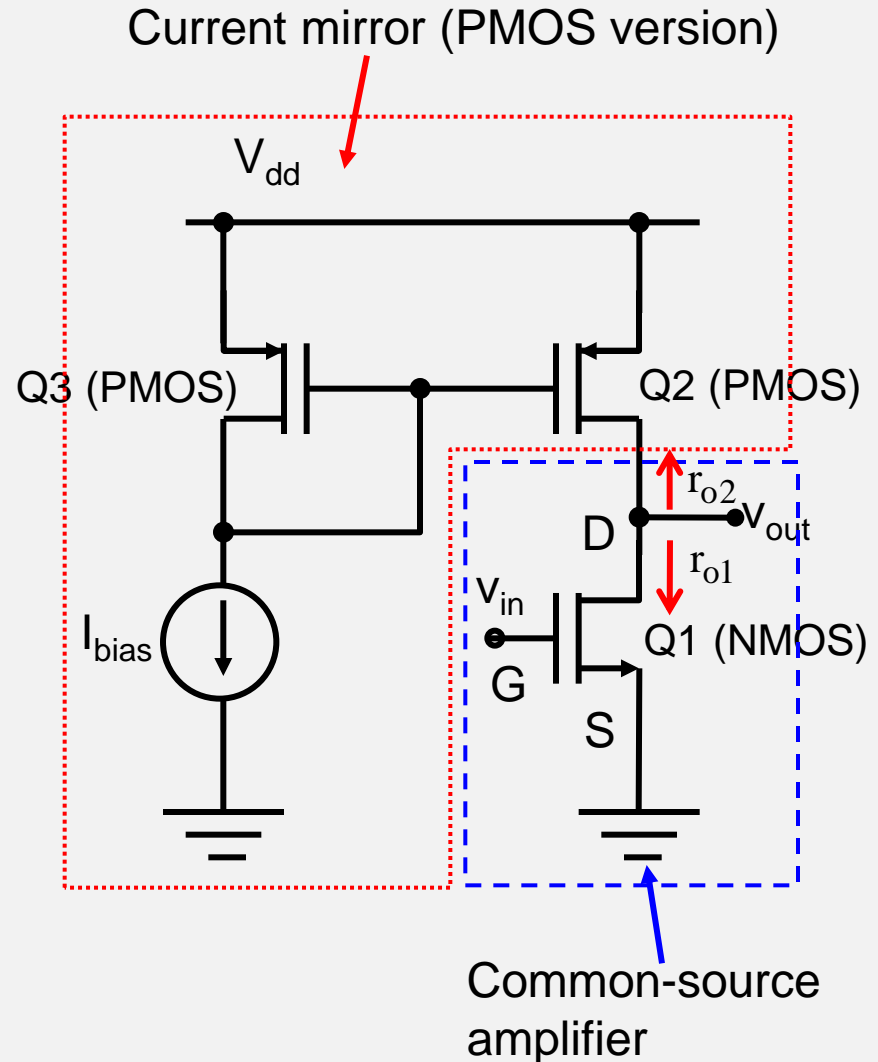 Current mirror (PMOS version)
Vdd
Q3 (PMOS)
Q2 (PMOS)
ro2
D
vout
ro1
vin
Ibias
Q1 (NMOS)
G
S
Common-source
amplifier